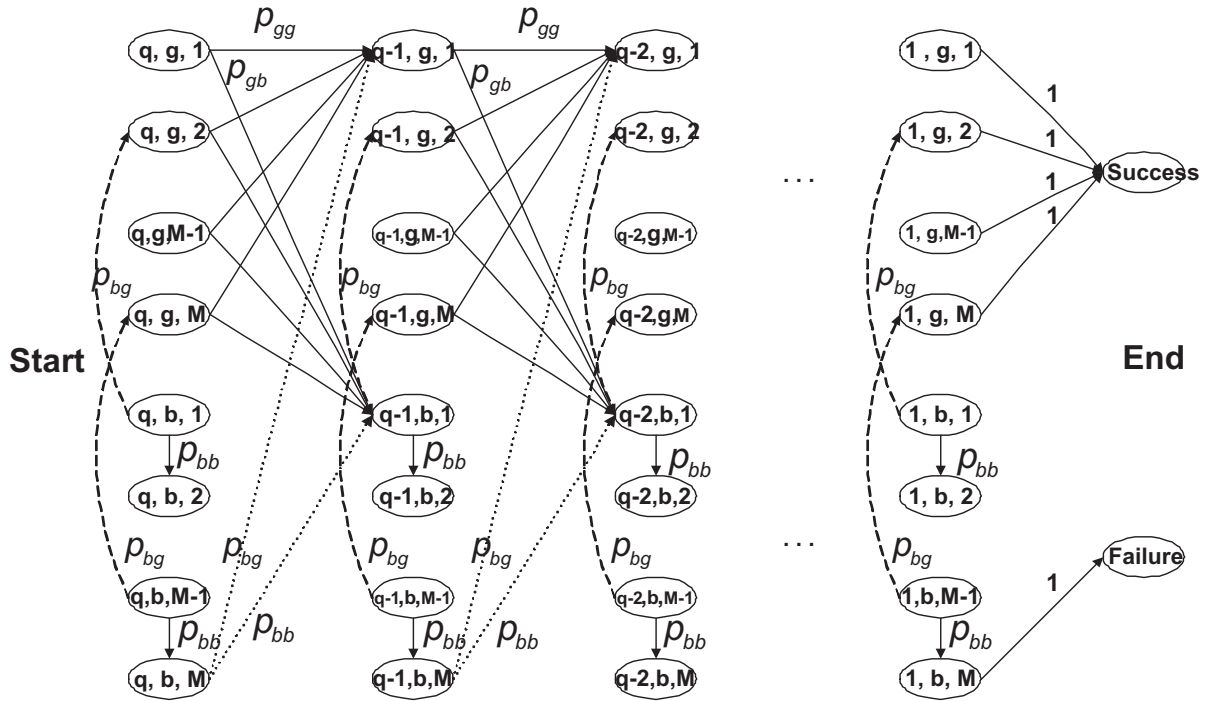 p_gg
p_gg
q, g, 1
q-1, g, 1
q-2, g, 1
1 , g, 1
p_gb
p_gb
1
q, g, 2
q-1, g, 2
q-2, g, 2
1, g, 2
1
Success
. . .
1
1
q,g,M-1
q-1,g,M-1
q-2,g,M-1
1, g,M-1
p_bg
p_bg
p_bg
p_bg
q, g, M
q-1,g,M
q-2,g,M
1, g, M
Start
End
q, b, 1
q-1,b,1
q-2,b,1
1, b, 1
p_bb
p_bb
p_bb
p_bb
q, b, 2
q-1,b,2
q-2,b,2
1, b, 2
. . .
p_bg
p_bg
p_bg
p_bg
p_bg
p_bg
Failure
q,b,M-1
q-1,b,M-1
q-2,b,M-1
1,b,M-1
1
p_bb
p_bb
p_bb
p_bb
p_bb
q, b, M
q-1,b,M
q-2,b,M
1, b, M